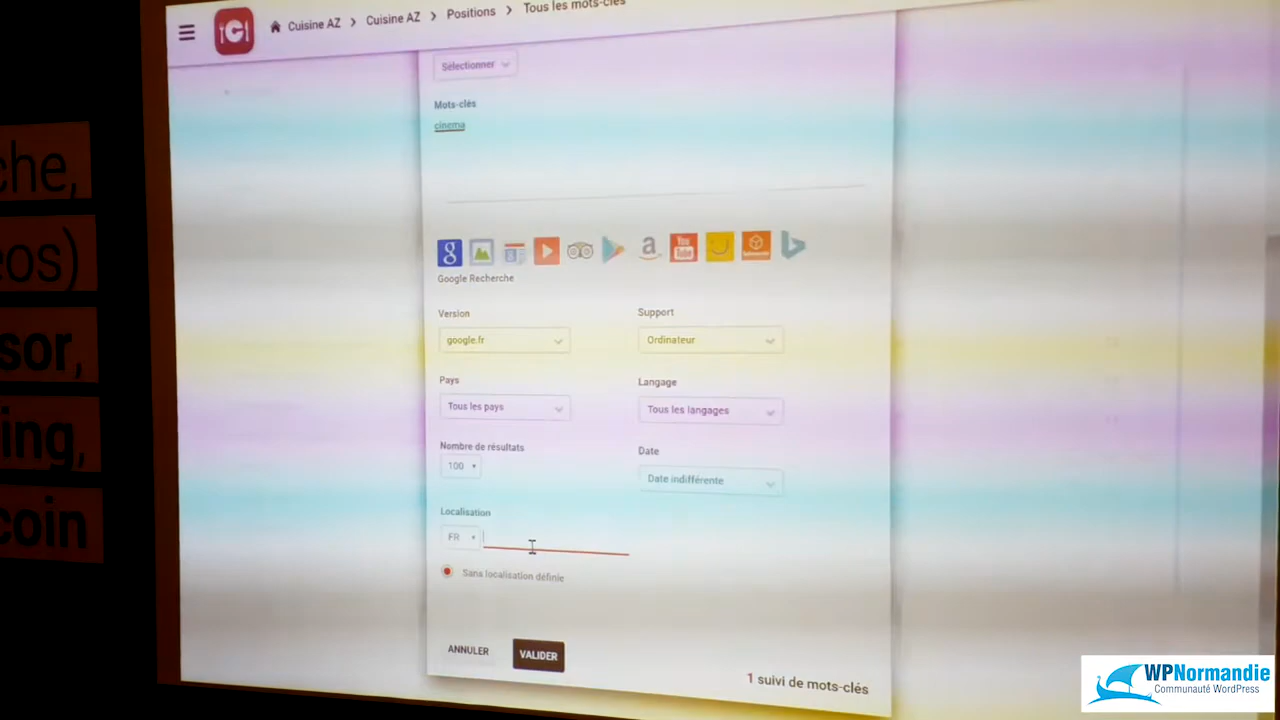 Cuisine AZ > Cuisine AZ > Positions > Tous les mots-clés
Sélectionner
Mots-clés
cinema
Google Recherche
Version
Support
google.fr
Ordinateur
Pays
Langage
Tous les pays
Tous les langages
Nombre de résultats
Date
100
Date indifférente
Localisation
FR
Sans localisation définie
ANNULER
VALIDER
1 suivi de mots-clés
che,
eos)
sor,
ing,
coin
WPNormandie
Communauté WordPress